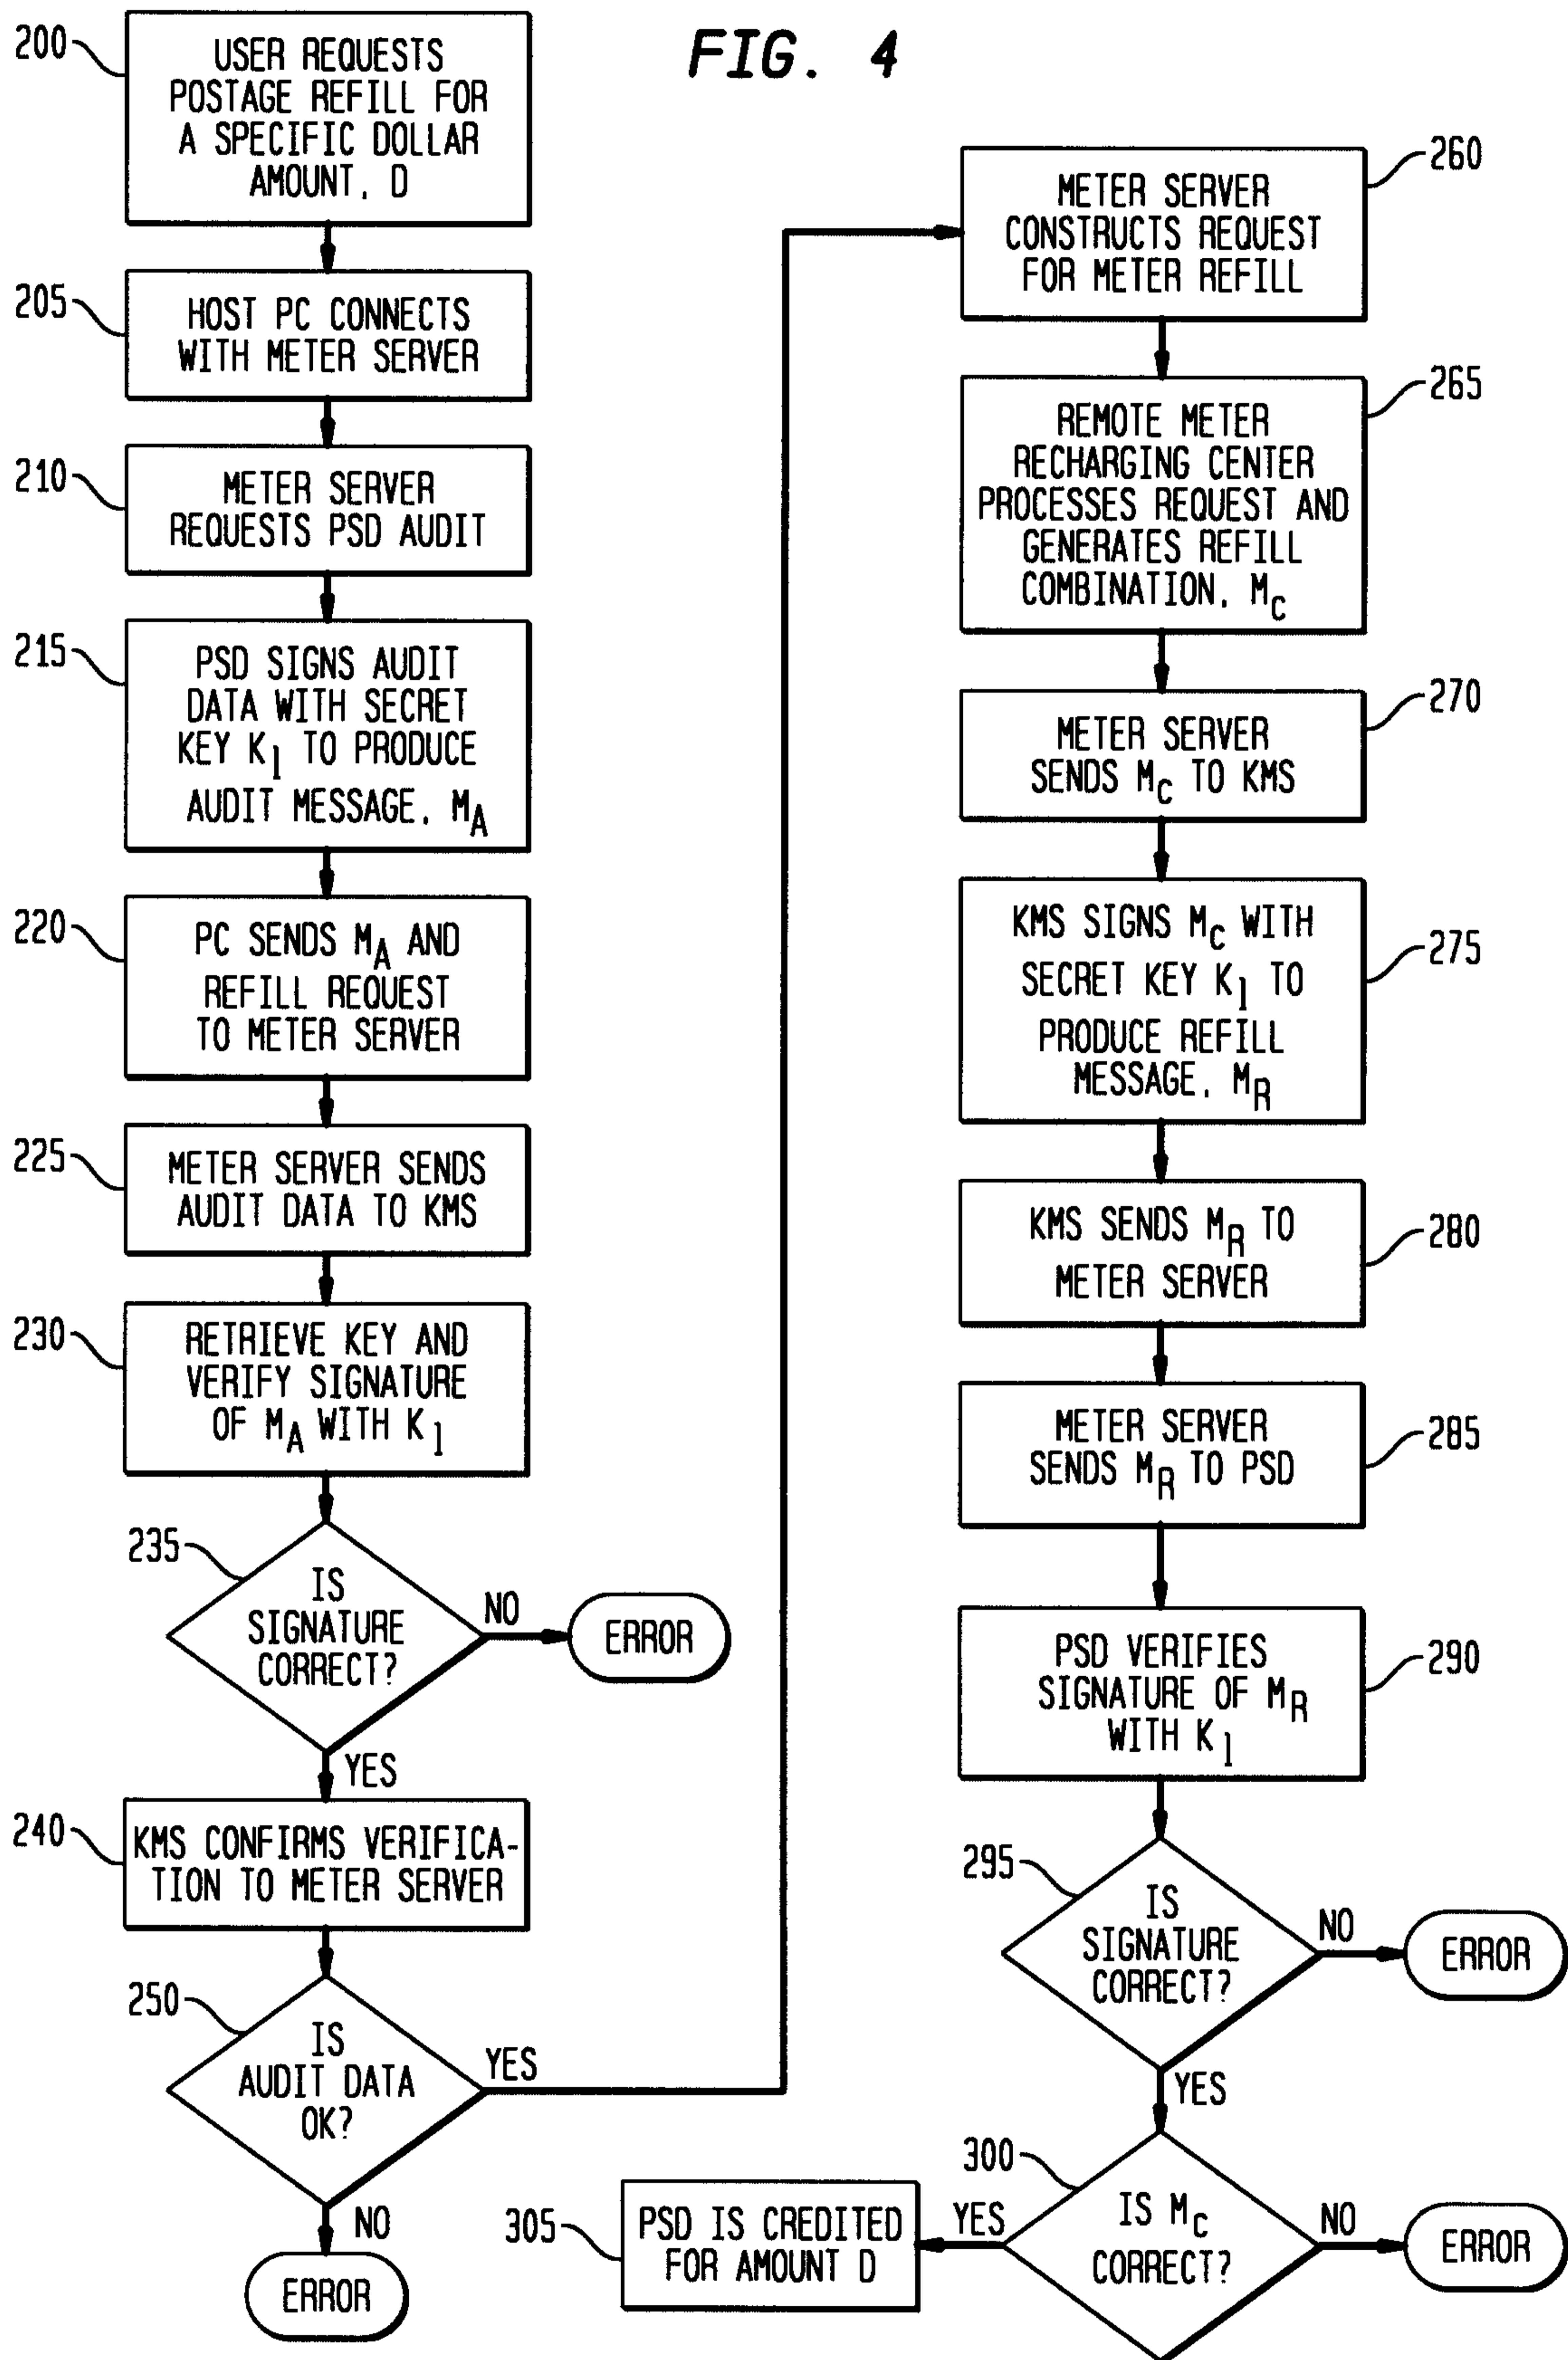 FIG. 4
200
USER REQUESTS
POSTAGE REFILL FOR
A SPECIFIC DOLLAR
AMOUNT, D
205
HOST PC CONNECTS
WITH METER SERVER
210
METER SERVER
REQUESTS PSD AUDIT
215
PSD SIGNS AUDIT
DATA WITH SECRET
KEY K1 TO PRODUCE
AUDIT MESSAGE, MA
220
PC SENDS MA AND
REFILL REQUEST
TO METER SERVER
225
METER SERVER SENDS
AUDIT DATA TO KMS
230
RETRIEVE KEY AND
VERIFY SIGNATURE
OF MA WITH K1
235
IS
SIGNATURE
CORRECT?
NO
ERROR
YES
240
KMS CONFIRMS VERIFICA-
TION TO METER SERVER
250
IS
AUDIT DATA
OK?
YES
NO
ERROR
260
METER SERVER
CONSTRUCTS REQUEST
FOR METER REFILL
265
REMOTE METER
RECHARGING CENTER
PROCESSES REQUEST AND
GENERATES REFILL
COMBINATION, MC
270
METER SERVER
SENDS MC TO KMS
275
KMS SIGNS MC WITH
SECRET KEY K1 TO
PRODUCE REFILL
MESSAGE, MR
280
KMS SENDS MR TO
METER SERVER
285
METER SERVER
SENDS MR TO PSD
290
PSD VERIFIES
SIGNATURE OF MR
WITH K1
295
IS
SIGNATURE
CORRECT?
NO
ERROR
YES
300
IS MC
CORRECT?
NO
ERROR
YES
305
PSD IS CREDITED
FOR AMOUNT D